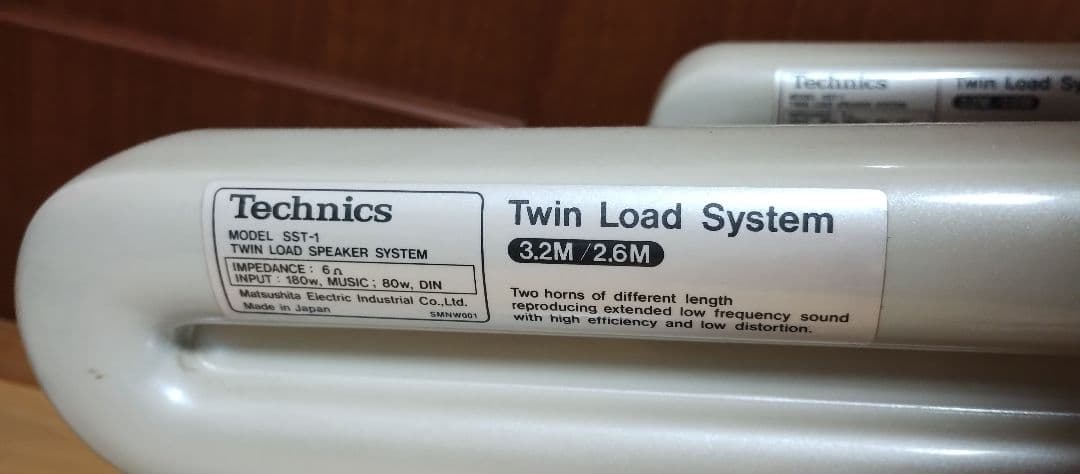 Technics
MODEL SST-1
TWIN LOAD SPEAKER SYSTEM
IMPEDANCE : 6Ω
INPUT : 180w, MUSIC ; 80w, DIN
Matsushita Electric Industrial Co., Ltd.
Made in Japan
SMNW001
Twin Load System
3.2M / 2.6M
Two horns of different length
reproducing extended low frequency sound
with high efficiency and low distortion.
Technics
Twin Load Sy